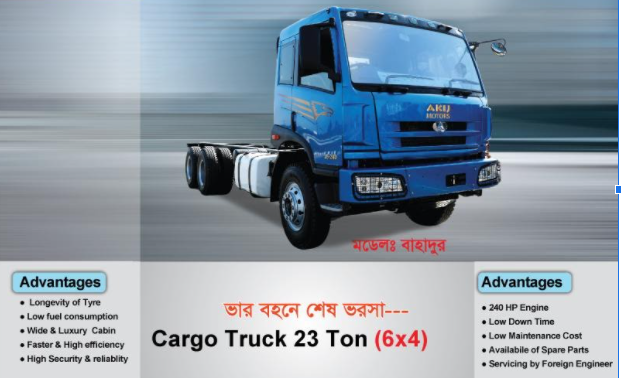 AKIJ
MOTORS
মডেলঃ বাহাদুর
Advantages
Longevity of Tyre
Low fuel consumption
Wide & Luxury Cabin
Faster & High efficiency
High Security & reliablity
ভার বহনে শেষ ভরসা---
Cargo Truck 23 Ton (6x4)
Advantages
240 HP Engine
Low Down Time
Low Maintenance Cost
Availabile of Spare Parts
Servicing by Foreign Engineer